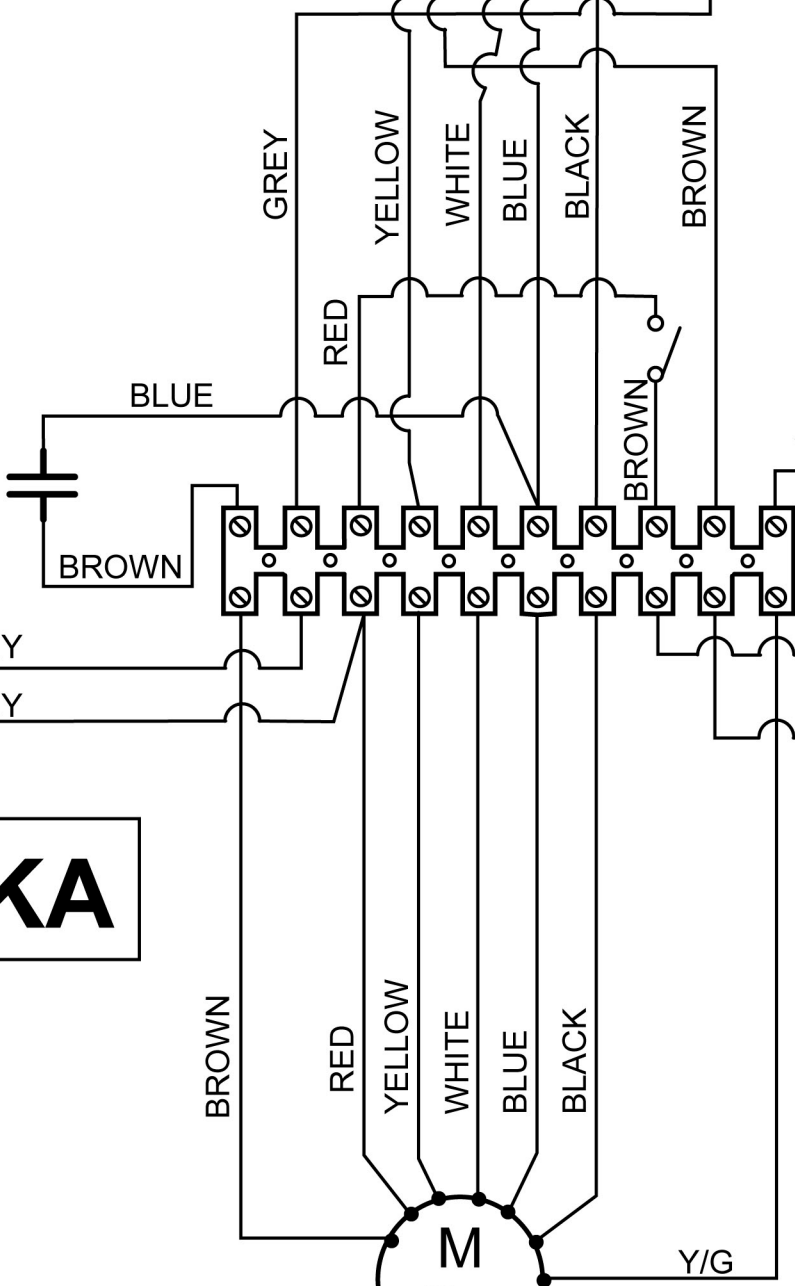 GREY
YELLOW
WHITE
BLUE
BLACK
BROWN
RED
BLUE
BROWN
BROWN
Y
Y
KA
BROWN
RED
YELLOW
WHITE
BLUE
BLACK
M
Y/G